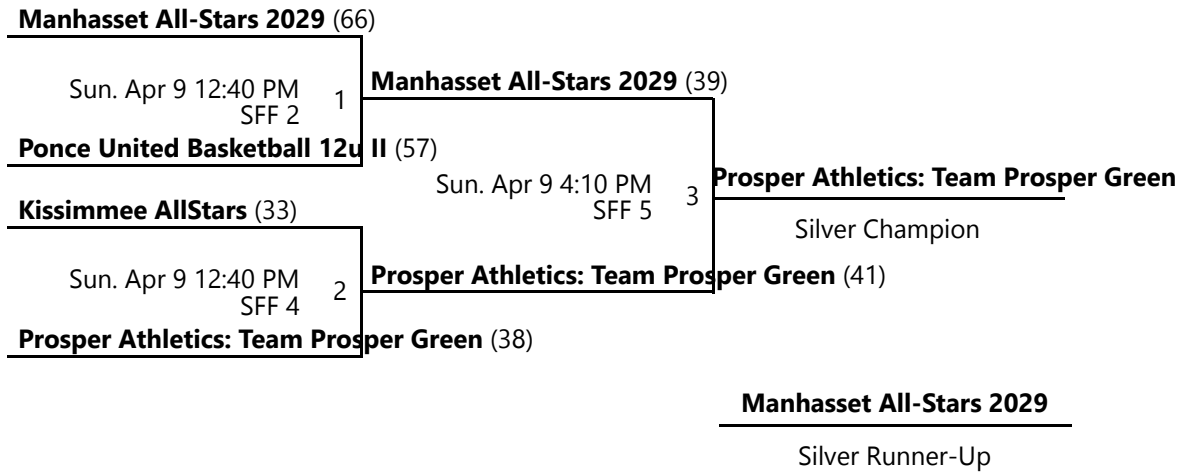 Manhasset All-Stars 2029 (66)
Sun. Apr 9 12:40 PM
SFF 2
1
Manhasset All-Stars 2029 (39)
Ponce United Basketball 12u II (57)
Sun. Apr 9 4:10 PM
SFF 5
3
Prosper Athletics: Team Prosper Green
Silver Champion
Kissimmee AllStars (33)
Sun. Apr 9 12:40 PM
SFF 4
2
Prosper Athletics: Team Prosper Green (41)
Prosper Athletics: Team Prosper Green (38)
Manhasset All-Stars 2029
Silver Runner-Up